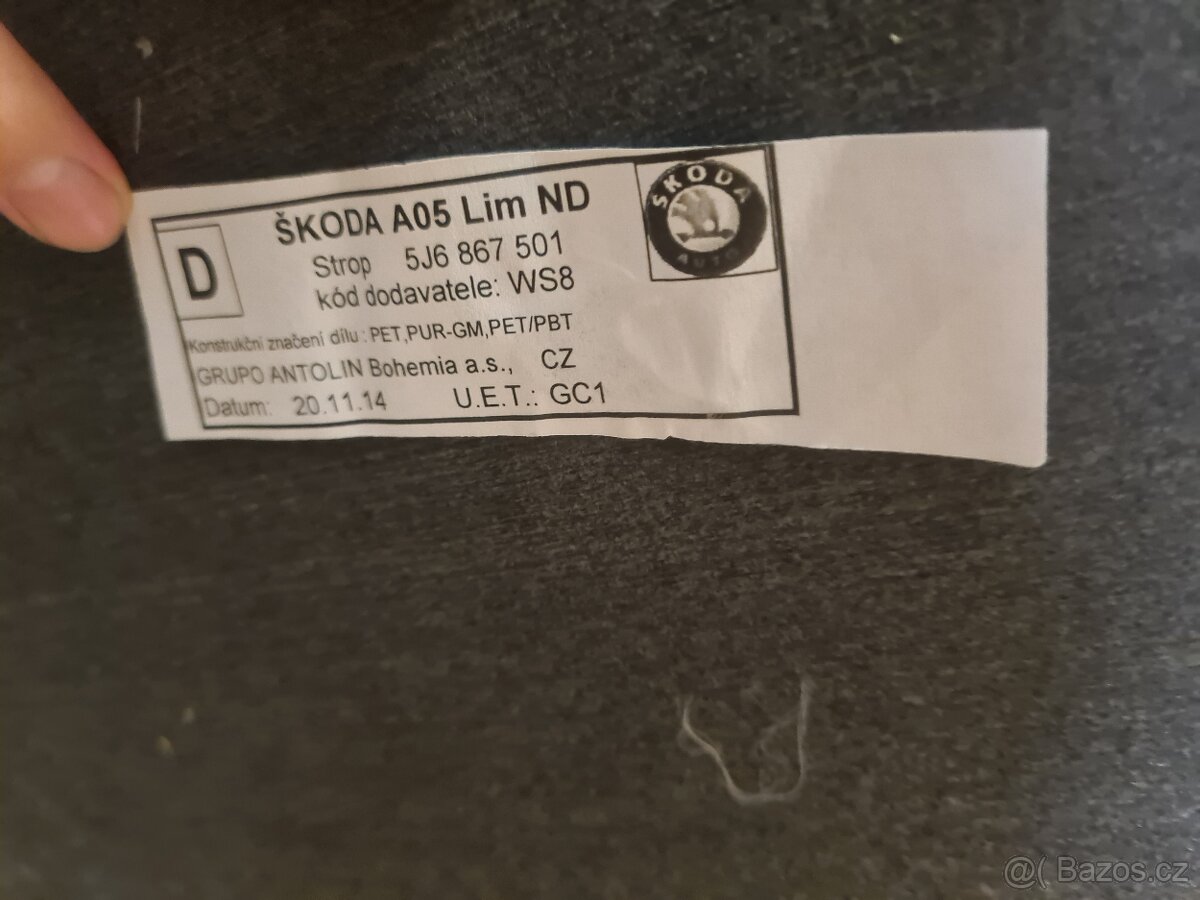 D
ŠKODA A05 Lim ND
Strop 5J6 867 501
kód dodavatele: WS8
Konstrukční značení dílu : PET,PUR-GM,PET/PBT
GRUPO ANTOLIN Bohemia a.s., CZ
Datum: 20.11.14 U.E.T.: GC1
ŠKODA
AUTO
@( Bazos.cz